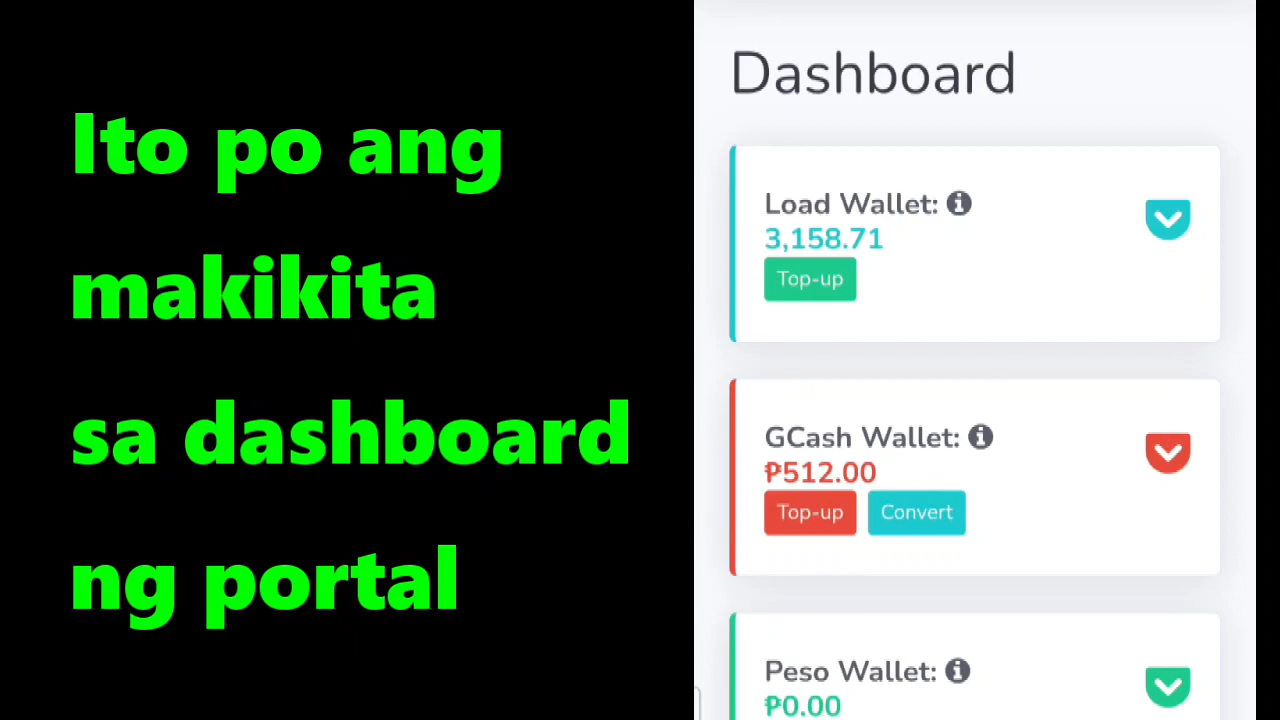 Ito po ang
makikita
sa dashboard
ng portal
Dashboard
Load Wallet:
3,158.71
Top-up
GCash Wallet:
₱512.00
Top-up Convert
Peso Wallet:
₱0.00